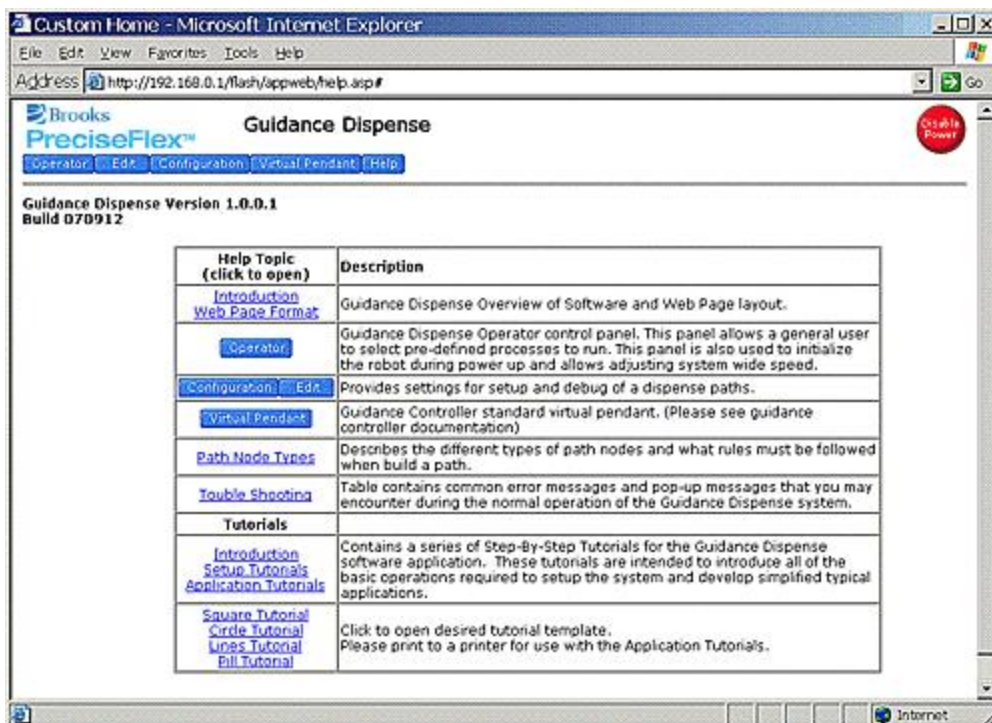 Custom Home - Microsoft Internet Explorer
File Edit View Favorites Tools Help
Address http://192.168.0.1/flash/appweb/help.asp# Go
Brooks
PreciseFlex™
Guidance Dispense
Disable
Power
Operator Edit Configuration Virtual Pendant Help
Guidance Dispense Version 1.0.0.1
Build 070912
Help Topic
(click to open)
Description
Introduction
Web Page Format
Guidance Dispense Overview of Software and Web Page layout.
Operator
Guidance Dispense Operator control panel. This panel allows a general user
to select pre-defined processes to run. This panel is also used to initialize
the robot during power up and allows adjusting system wide speed.
Configuration Edit
Provides settings for setup and debug of a dispense paths.
Virtual Pendant
Guidance Controller standard virtual pendant. (Please see guidance
controller documentation)
Path Node Types
Describes the different types of path nodes and what rules must be followed
when build a path.
Touble Shooting
Table contains common error messages and pop-up messages that you may
encounter during the normal operation of the Guidance Dispense system.
Tutorials
Introduction
Setup Tutorials
Application Tutorials
Contains a series of Step-By-Step Tutorials for the Guidance Dispense
software application. These tutorials are intended to introduce all of the
basic operations required to setup the system and develop simplified typical
applications.
Square Tutorial
Circle Tutorial
Lines Tutorial
Pill Tutorial
Click to open desired tutorial template.
Please print to a printer for use with the Application Tutorials.
Internet